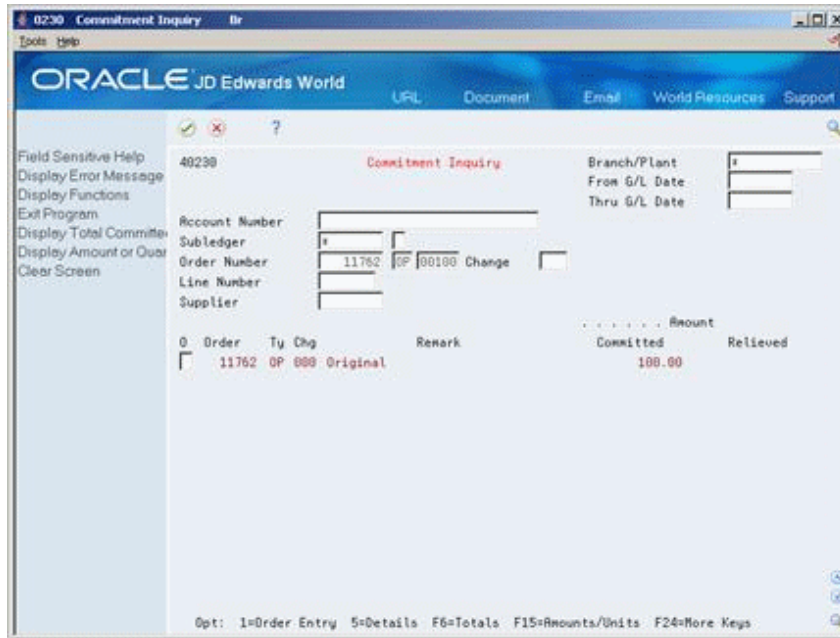 0230 Commitment Inquiry Br
Tools Help
ORACLE JD Edwards World
URL Document Email World Resources Support
?
Field Sensitive Help
Display Error Message
Display Functions
Exit Program
Display Total Committe
Display Amount or Quar
Clear Screen
40230 Commitment Inquiry Branch/Plant *
From G/L Date
Thru G/L Date
Account Number
Subledger *
Order Number 11762 OP 00100 Change
Line Number
Supplier
. . . . . . Amount
O Order Ty Chg Remark Committed Relieved
11762 OP 000 Original 100.00
Opt: 1=Order Entry 5=Details F6=Totals F15=Amounts/Units F24=More Keys